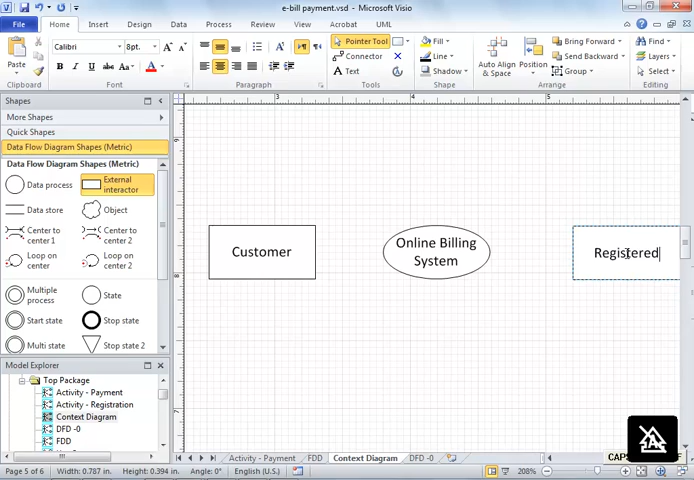 e-bill payment.vsd - Microsoft Visio
File Home Insert Design Data Process Review View Acrobat UML
Paste
Calibri 8pt.
Pointer Tool
Connector
Text
Fill
Line
Shadow
Auto Align & Space
Position
Bring Forward
Send Backward
Group
Find
Layers
Select
Clipboard Font Paragraph Tools Shape Arrange Editing
Shapes
More Shapes
Quick Shapes
Data Flow Diagram Shapes (Metric)
Data Flow Diagram Shapes (Metric)
Data process
External interactor
Data store
Object
Center to center 1
Center to center 2
Loop on center
Loop on center 2
Multiple process
State
Start state
Stop state
Multi state
Stop state 2
3 4 5
9
8
7
Customer
Online Billing
System
Registered
Model Explorer
Top Package
Activity - Payment
Activity - Registration
Context Diagram
DFD -0
FDD
Activity - Payment FDD Context Diagram DFD -0
Page 5 of 6 Width: 0.787 in. Height: 0.394 in. Angle: 0° English (U.S.) 208%